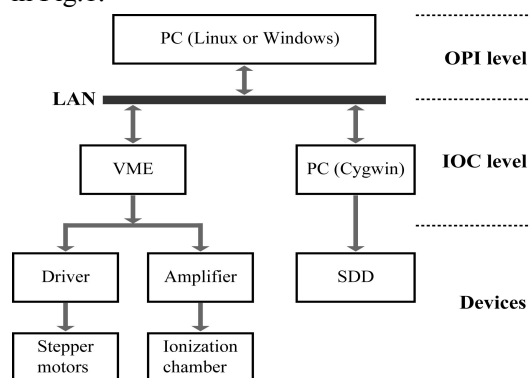 in Fig.1.
PC (Linux or Windows)
OPI level
LAN
VME
PC (Cygwin)
IOC level
Driver
Amplifier
SDD
Devices
Stepper
motors
Ionization
chamber